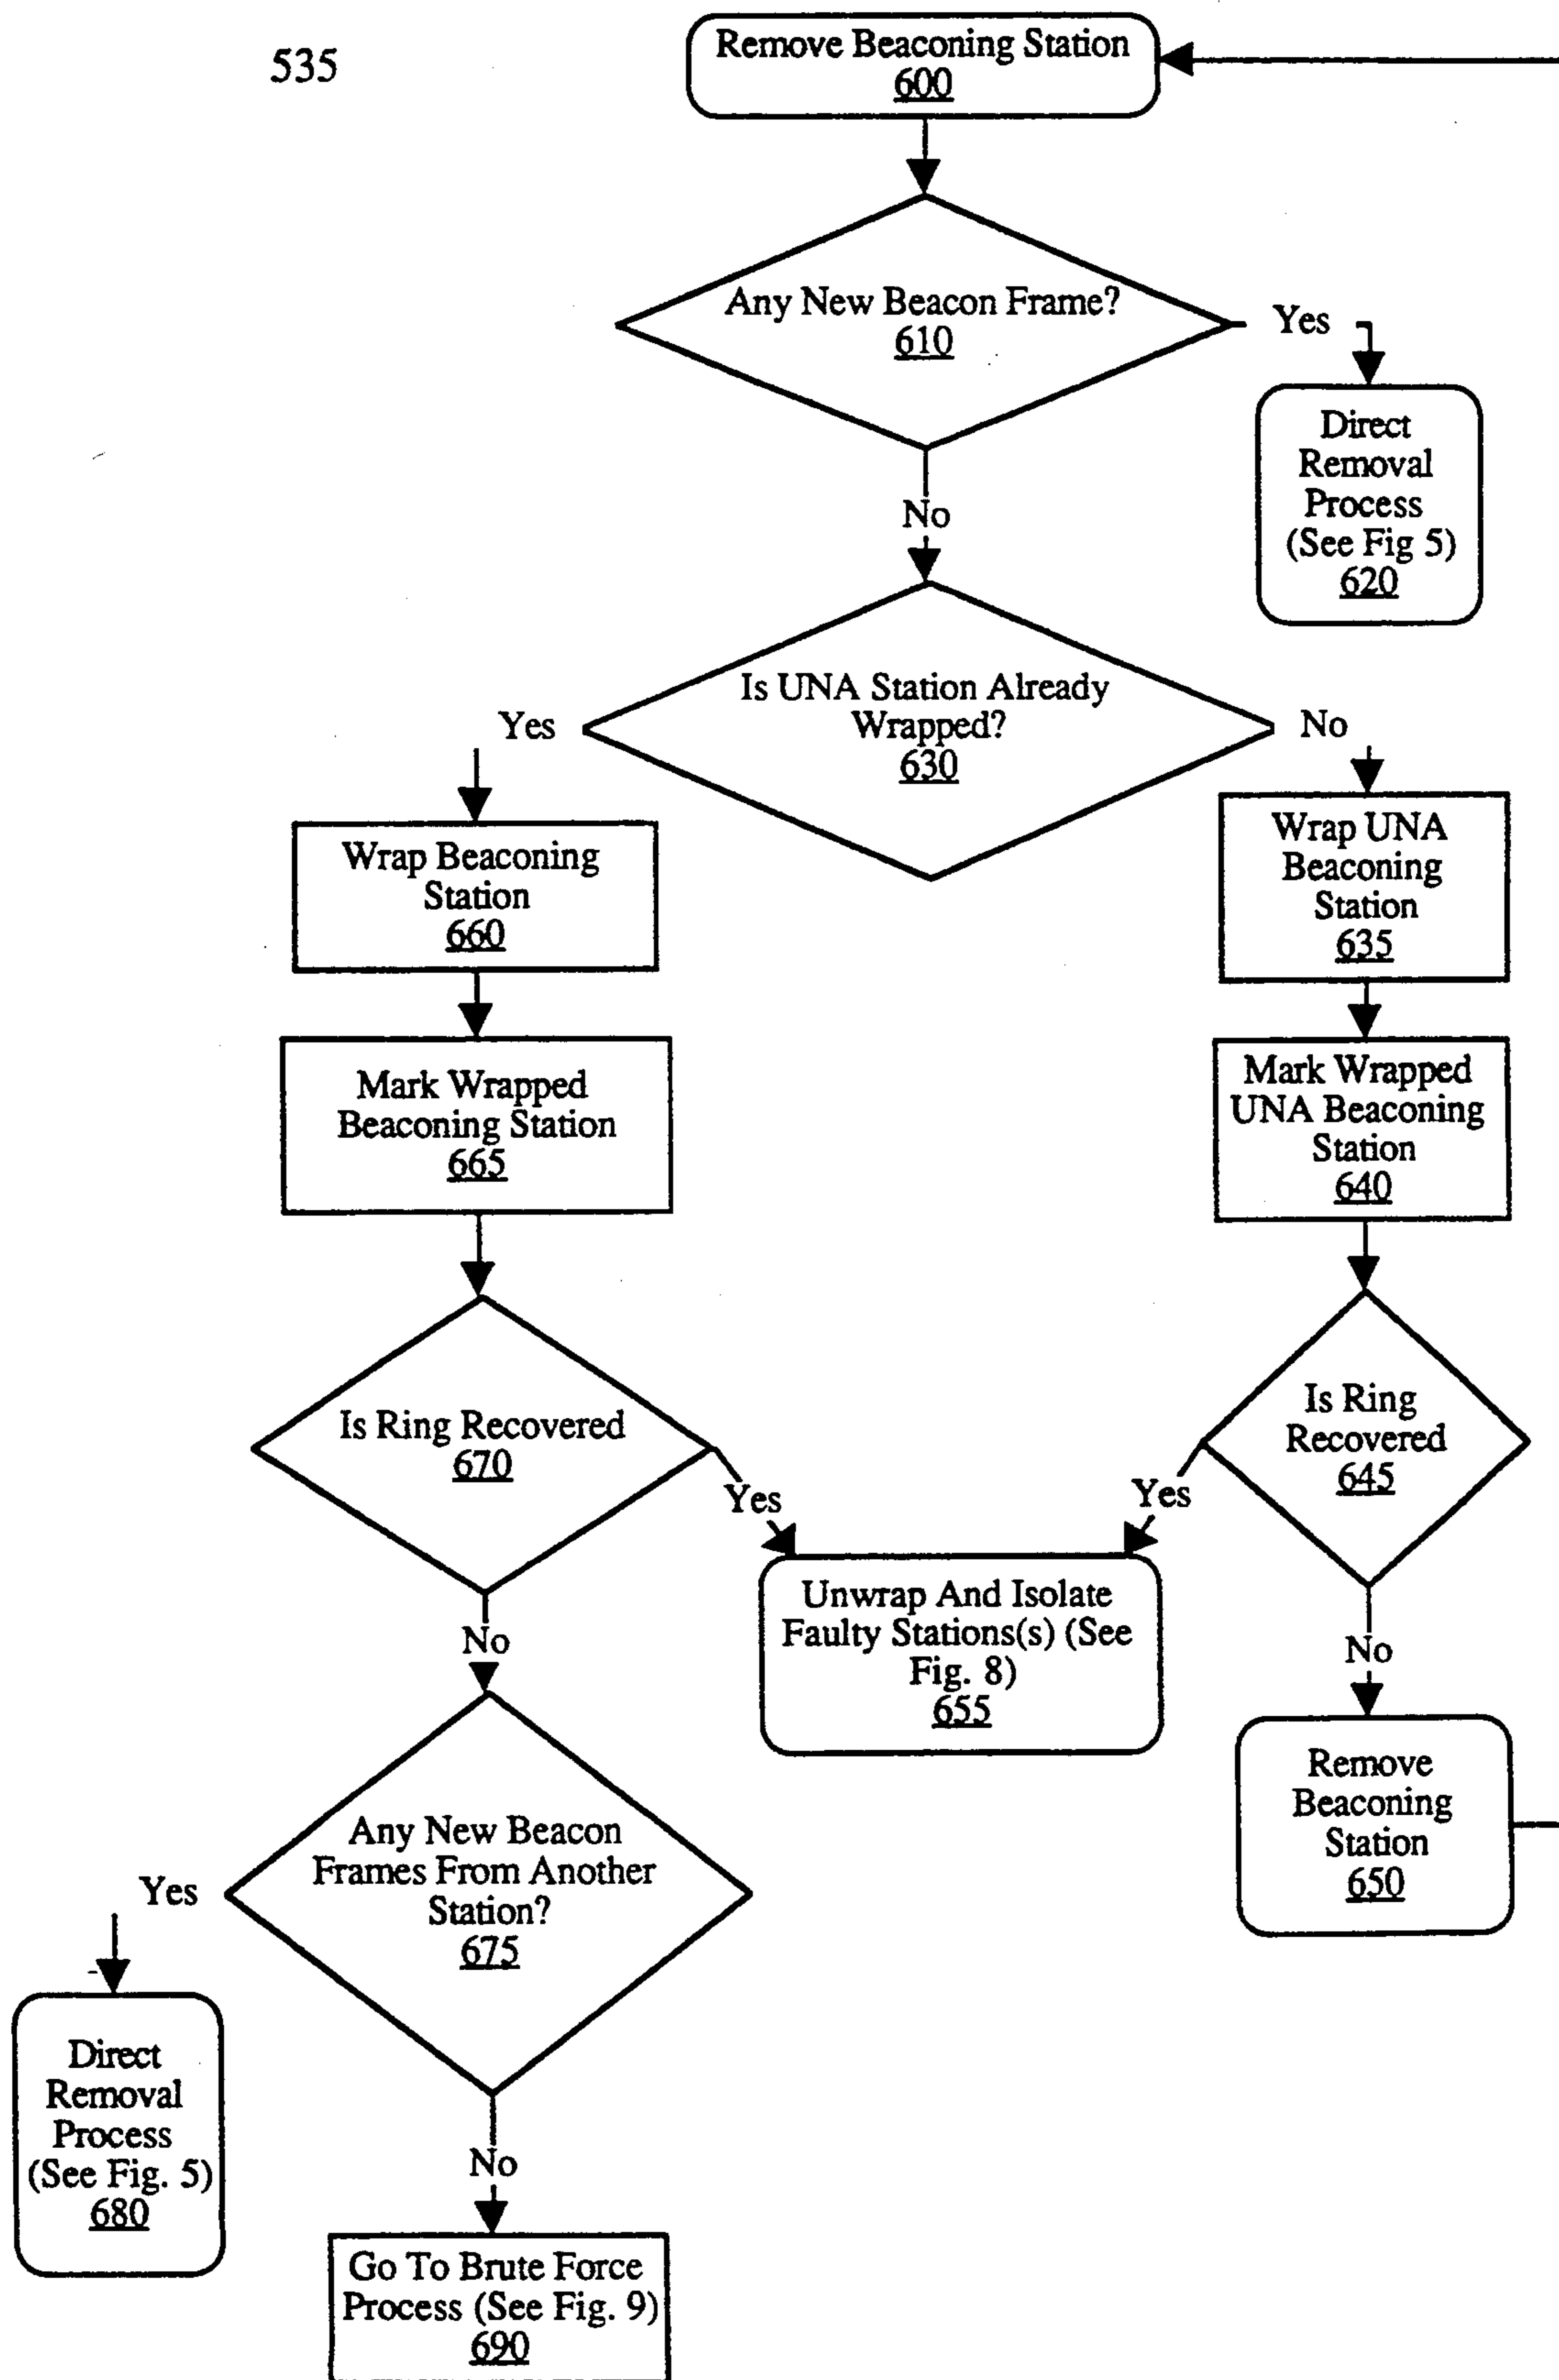 535
Remove Beaconing Station
600
Any New Beacon Frame?
610
Yes
Direct
Removal
Process
(See Fig 5)
620
No
Is UNA Station Already
Wrapped?
630
Yes
No
Wrap Beaconing
Station
660
Wrap UNA
Beaconing
Station
635
Mark Wrapped
Beaconing Station
665
Mark Wrapped
UNA Beaconing
Station
640
Is Ring Recovered
670
Yes
Is Ring
Recovered
645
Yes
Unwrap And Isolate
Faulty Stations(s) (See
Fig. 8)
655
No
No
Remove
Beaconing
Station
650
Any New Beacon
Frames From Another
Station?
675
Yes
Direct
Removal
Process
(See Fig. 5)
680
No
Go To Brute Force
Process (See Fig. 9)
690